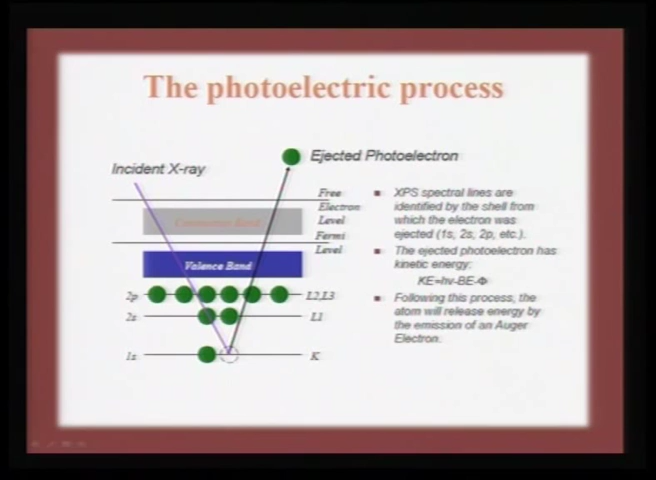 The photoelectric process
Incident X-ray
Ejected Photoelectron
Free
Electron
Level
Fermi
Level
Conduction Band
Valence Band
2p
L2,L3
2s
L1
1s
K
XPS spectral lines are
identified by the shell from
which the electron was
ejected (1s, 2s, 2p, etc.).
The ejected photoelectron has
kinetic energy:
KE=hv-BE-Φ
Following this process, the
atom will release energy by
the emission of an Auger
Electron.